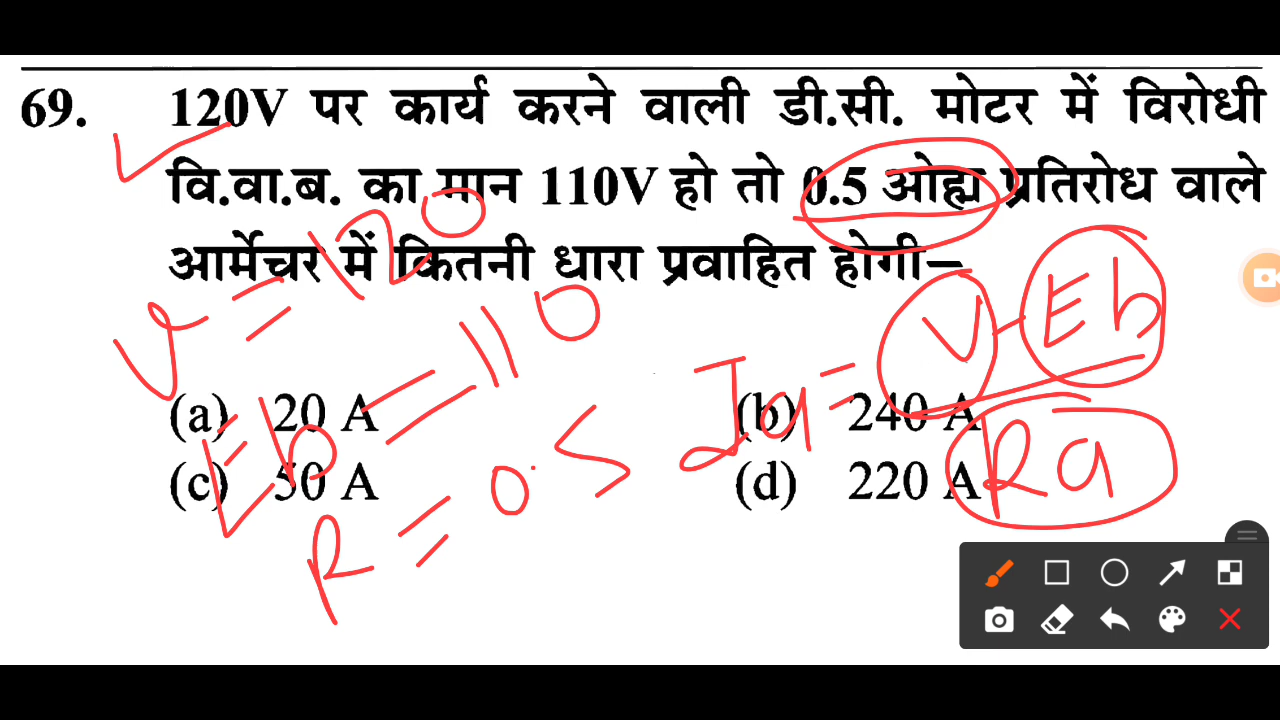 69. 120V पर कार्य करने वाली डी.सी. मोटर में विरोधी
वि.वा.ब. का मान 110V हो तो 0.5 ओह्म प्रतिरोध वाले
आर्मेचर में कितनी धारा प्रवाहित होगी–
V = 120
Eb = 110
R = 0.5
Ia = V - Eb
Ra
(a) 20 A (b) 240 A
(c) 50 A (d) 220 A